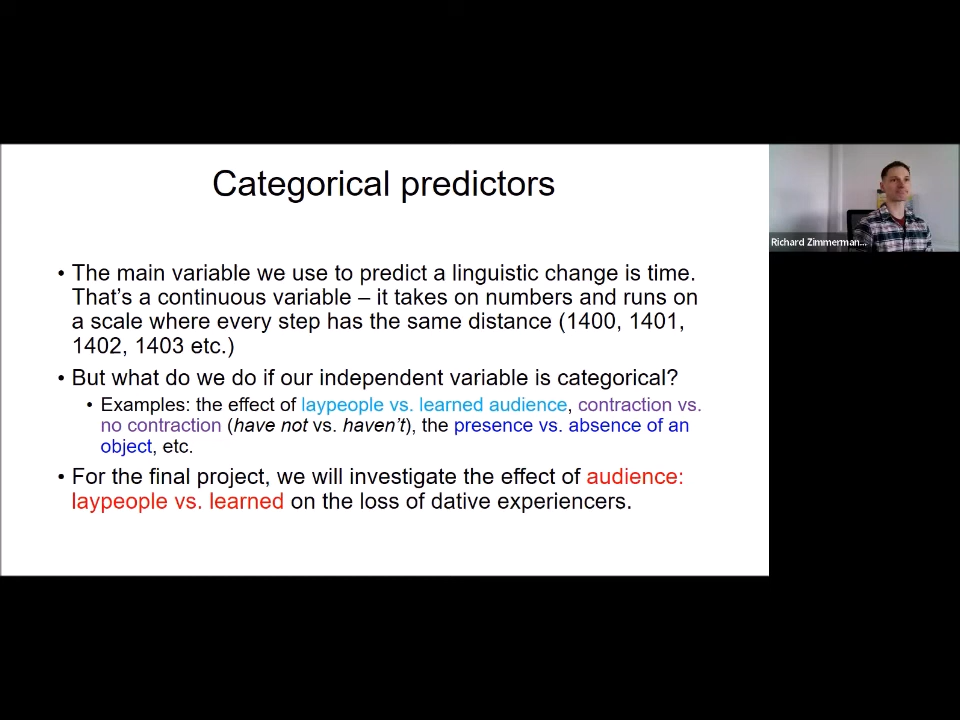 Categorical predictors
• The main variable we use to predict a linguistic change is time.
That's a continuous variable – it takes on numbers and runs on
a scale where every step has the same distance (1400, 1401,
1402, 1403 etc.)
• But what do we do if our independent variable is categorical?
• Examples: the effect of laypeople vs. learned audience, contraction vs.
no contraction (have not vs. haven't), the presence vs. absence of an
object, etc.
• For the final project, we will investigate the effect of audience:
laypeople vs. learned on the loss of dative experiencers.
Richard Zimmerman...